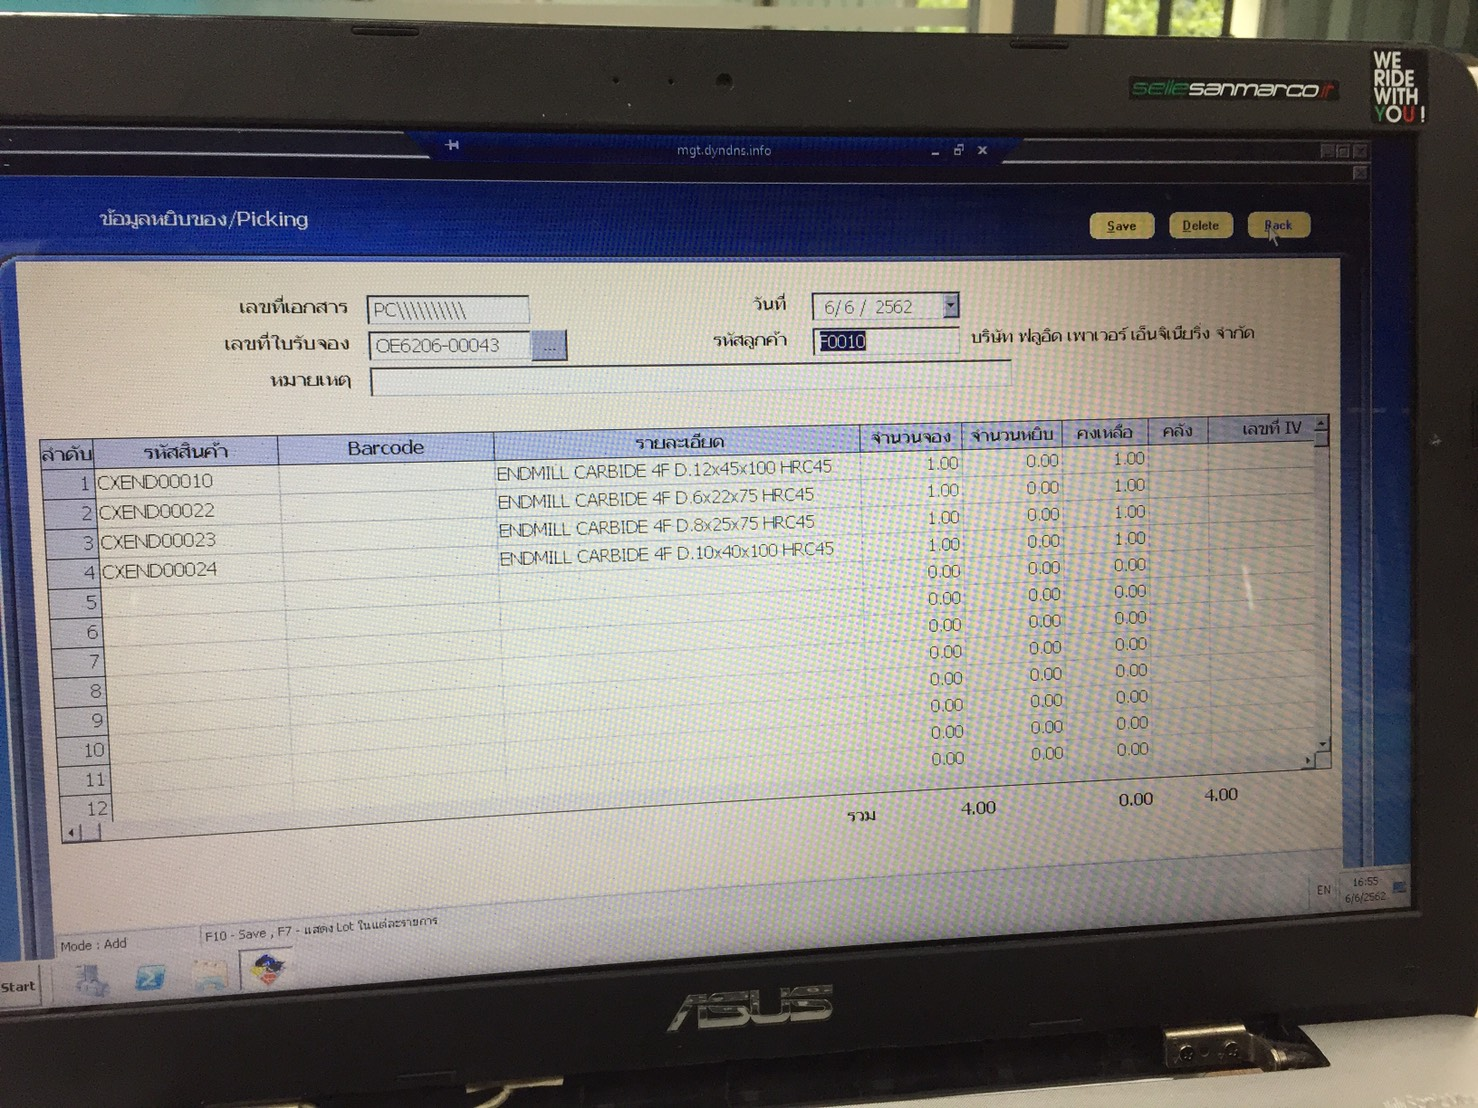 WE
RIDE
WITH
YOU!
sellesanmarco.it
mgt.dyndns.info
ข้อมูลหยิบของ/Picking
Save Delete Back
เลขที่เอกสาร PC\\\\\\\\\\ วันที่ 6/6 / 2562
เลขที่ใบรับจอง OE6206-00043 ... รหัสลูกค้า F0010 บริษัท ฟลูอิด เพาเวอร์ เอ็นจิเนียริ่ง จำกัด
หมายเหตุ
ลำดับ รหัสสินค้า Barcode รายละเอียด จำนวนจอง จำนวนหยิบ คงเหลือ คลัง เลขที่ IV
1 CXEND00010 ENDMILL CARBIDE 4F D.12x45x100 HRC45 1.00 0.00 1.00
2 CXEND00022 ENDMILL CARBIDE 4F D.6x22x75 HRC45 1.00 0.00 1.00
3 CXEND00023 ENDMILL CARBIDE 4F D.8x25x75 HRC45 1.00 0.00 1.00
4 CXEND00024 ENDMILL CARBIDE 4F D.10x40x100 HRC45 1.00 0.00 1.00
5 0.00 0.00 0.00
6 0.00 0.00 0.00
7 0.00 0.00 0.00
8 0.00 0.00 0.00
9 0.00 0.00 0.00
10 0.00 0.00 0.00
11 0.00 0.00 0.00
12 0.00 0.00 0.00
รวม 4.00 0.00 4.00
Mode : Add F10 - Save , F7 - แสดง Lot ในแต่ละรายการ
EN 16:55
6/6/2562
Start
ASUS